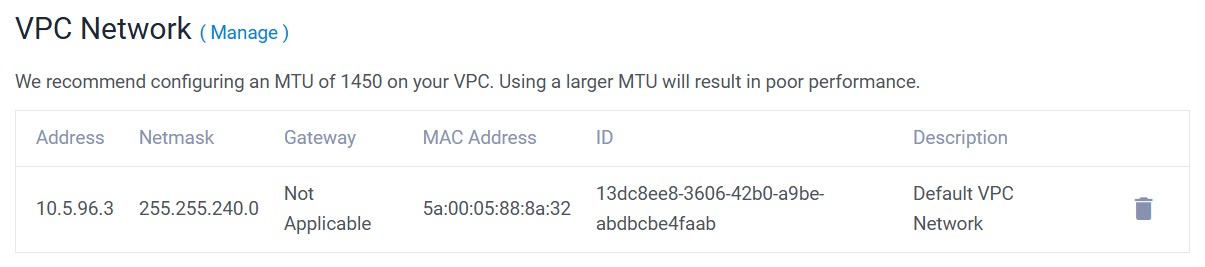 VPC Network ( Manage )
We recommend configuring an MTU of 1450 on your VPC. Using a larger MTU will result in poor performance.
Address Netmask Gateway MAC Address ID Description
10.5.96.3 255.255.240.0 Not Applicable 5a:00:05:88:8a:32 13dc8ee8-3606-42b0-a9be-abdbcbe4faab Default VPC Network